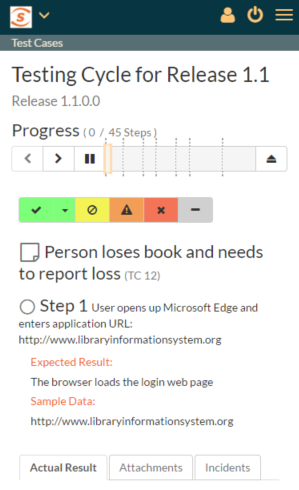 S
Test Cases
Testing Cycle for Release 1.1
Release 1.1.0.0
Progress ( 0 / 45 Steps )
Person loses book and needs
to report loss (TC 12)
Step 1 User opens up Microsoft Edge and
enters application URL:
http://www.libraryinformationsystem.org
Expected Result:
The browser loads the login web page
Sample Data:
http://www.libraryinformationsystem.org
Actual Result Attachments Incidents